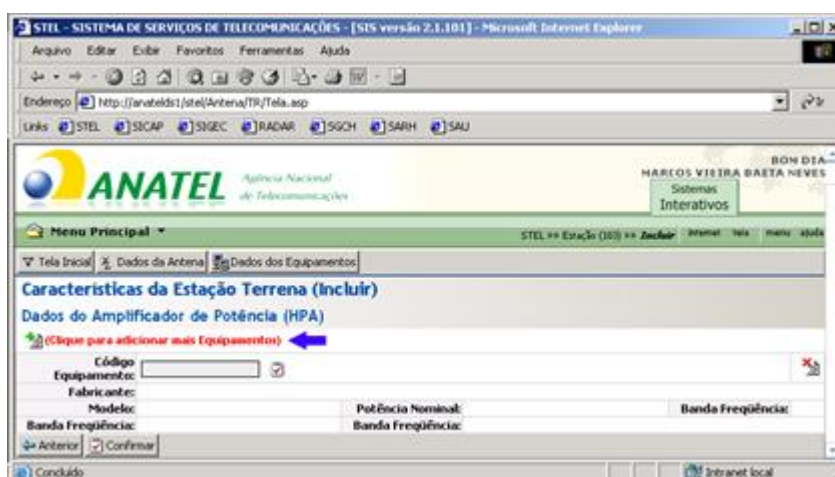 STEL - SISTEMA DE SERVIÇOS DE TELECOMUNICAÇÕES - [SIS versão 2.1.101] - Microsoft Internet Explorer
Arquivo Editar Exibir Favoritos Ferramentas Ajuda
Endereço http://anatelds1/stel/Antena/TR/Tela.asp
Links STEL SICAP SIGEC RADAR SGCH SARH SAU
BOM DIA
ANATEL Agência Nacional MARCOS VIEIRA BAETA NEVES
de Telecomunicações Sistemas
Interativos
Menu Principal STEL >> Estação (103) >> Incluir internet tela menu ajuda
Tela Inicial Dados da Antena Dados dos Equipamentos
Características da Estação Terrena (Incluir)
Dados do Amplificador de Potência (HPA)
(Clique para adicionar mais Equipamentos)
Código
Equipamento:
Fabricante:
Modelo: Potência Nominal: Banda Freqüência:
Banda Freqüência: Banda Freqüência:
Anterior Confirmar
Concluído Intranet local